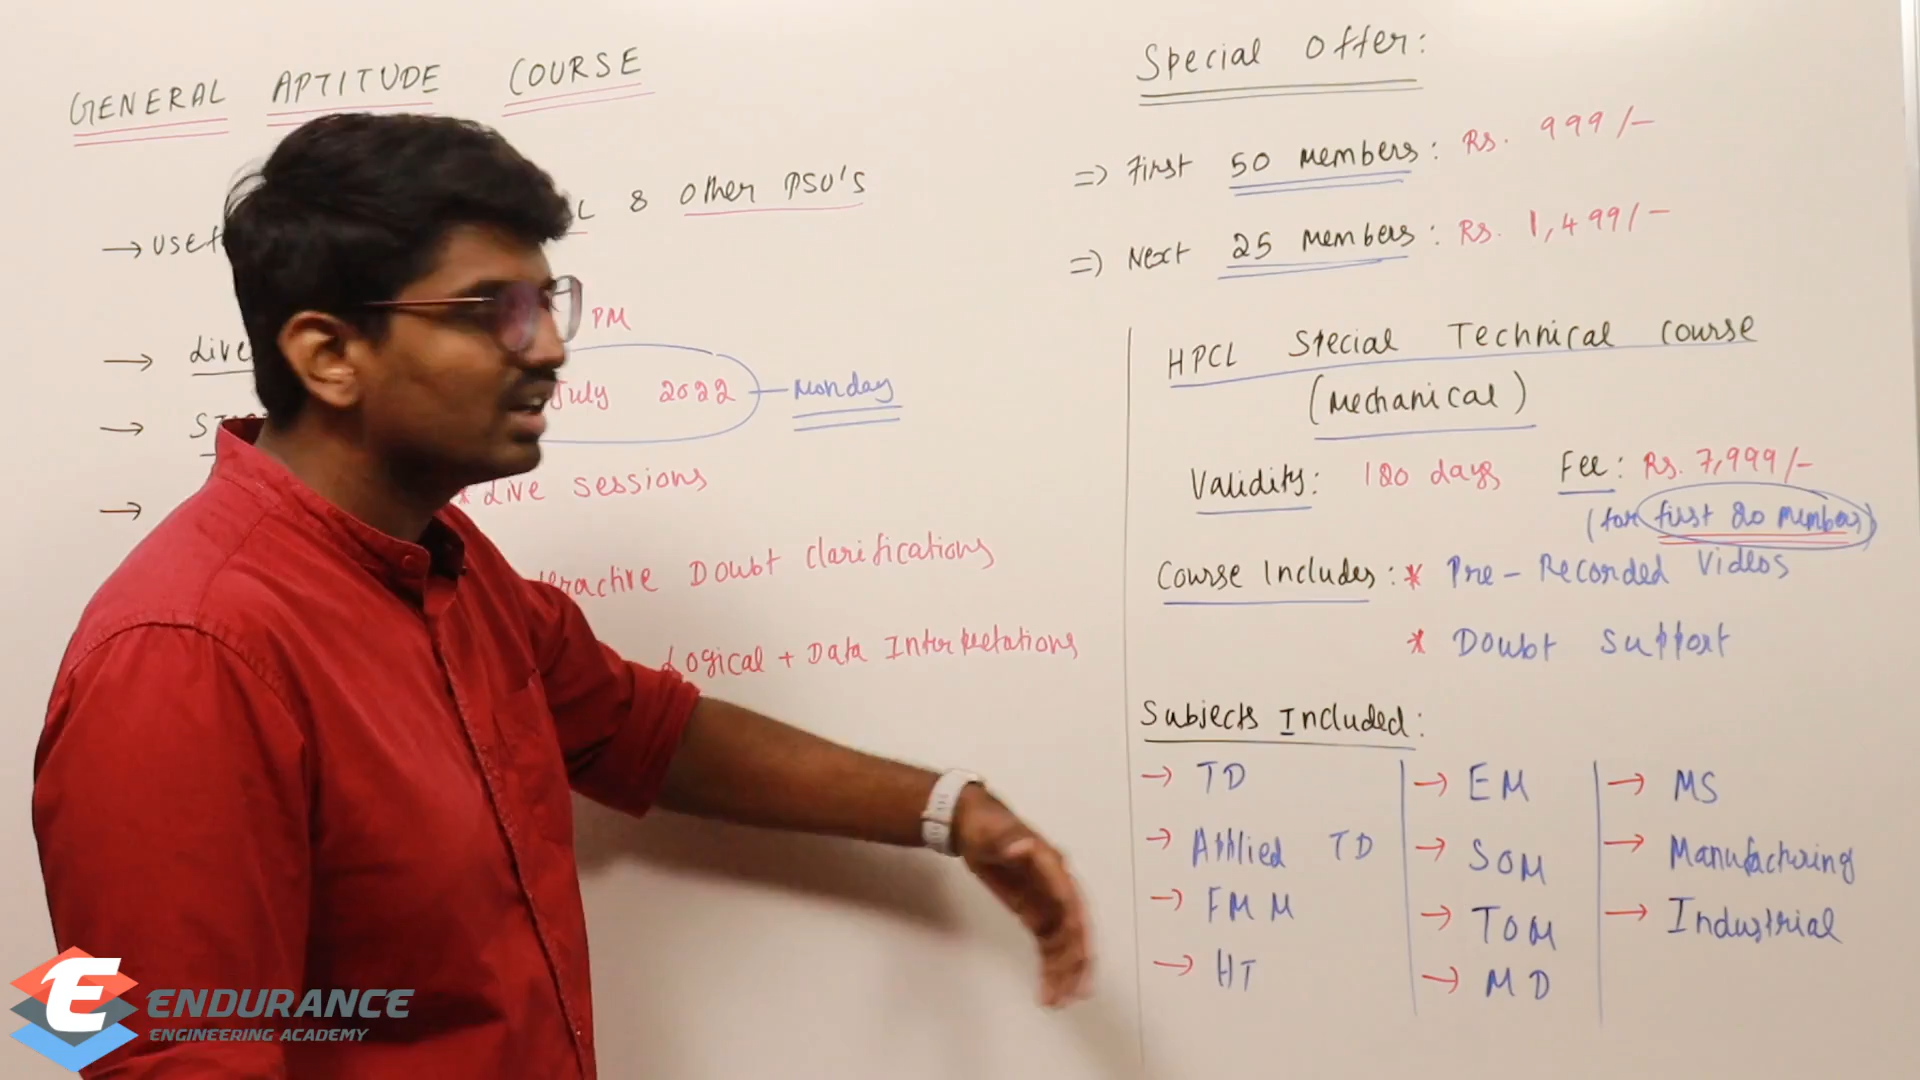 GENERAL APTITUDE COURSE
→ Usef
L & Other PSU's
→ Live
PM
→
July 2022 — Monday
→
* Live Sessions
Doubt Clarifications
Logical + Data Interpretations
Special Offer:
⇒ First 50 members: Rs. 999/-
⇒ Next 25 members: Rs. 1,499/-
HPCL Special Technical Course
(Mechanical)
Validity: 180 days Fee: Rs. 7,999/-
(for first 20 members)
Course Includes: * Pre-Recorded Videos
* Doubt Support
Subjects Included:
→ TD → EM → MS
→ Applied TD → SOM → Manufacturing
→ FMM → TOM → Industrial
→ HT → MD
E ENDURANCE
ENGINEERING ACADEMY